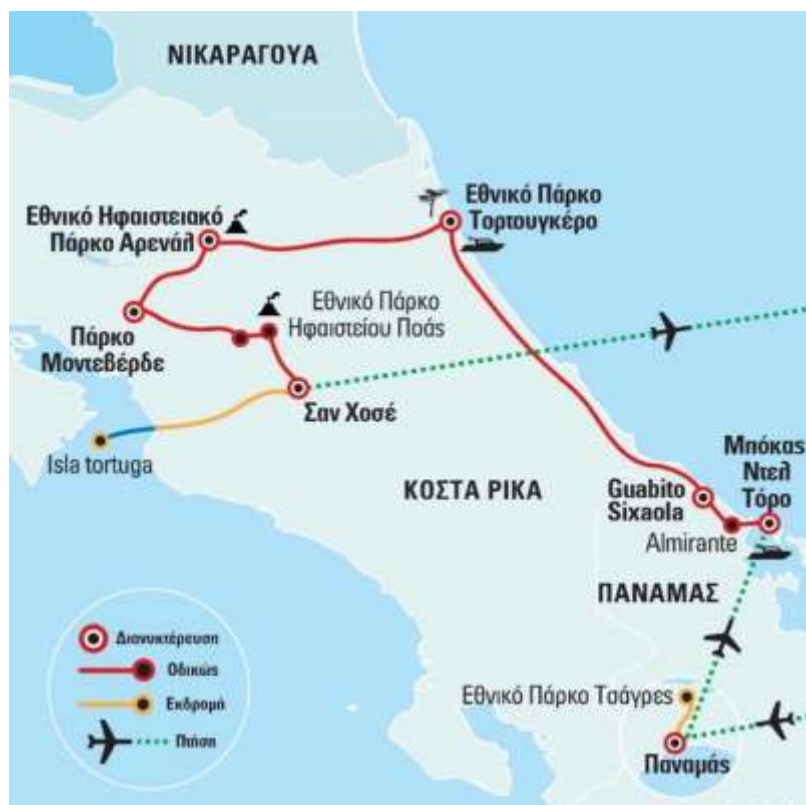 ΝΙΚΑΡΑΓΟΥΑ
Εθνικό Ηφαιστειακό
Πάρκο Αρενάλ
Εθνικό Πάρκο
Τορτουγκέρο
Εθνικό Πάρκο
Ηφαιστείου Ποάς
Πάρκο
Μοντεβέρδε
Σαν Χοσέ
Isla tortuga
ΚΟΣΤΑ ΡΙΚΑ
Μπόκας
Ντελ
Τόρο
Guabito
Sixaola
Almirante
ΠΑΝΑΜΑΣ
Εθνικό Πάρκο Τσάγρες
Παναμάς
Διανυκτέρευση
Οδικώς
Εκδρομή
Πτήση